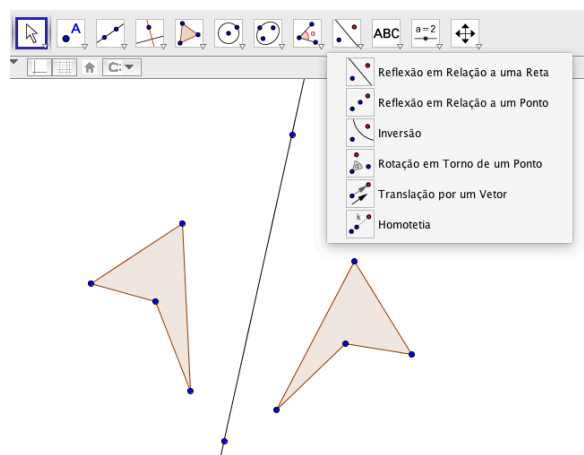 A
α
ABC
a=2
C:
Reflexão em Relação a uma Reta
Reflexão em Relação a um Ponto
Inversão
Rotação em Torno de um Ponto
Translação por um Vetor
k
Homotetia